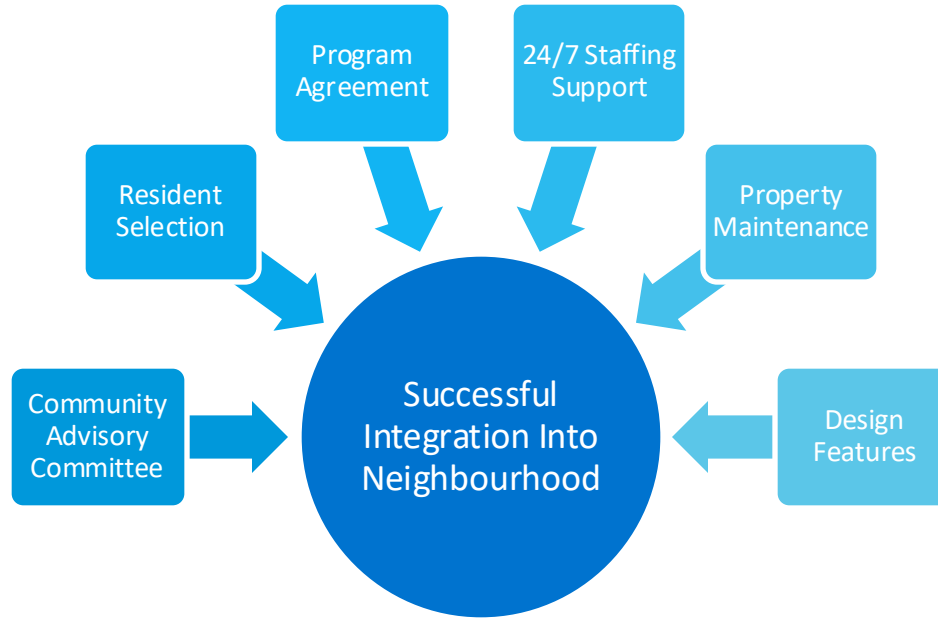 Program
Agreement
24/7 Staffing
Support
Resident
Selection
Property
Maintenance
Community
Advisory
Committee
Successful
Integration Into
Neighbourhood
Design
Features